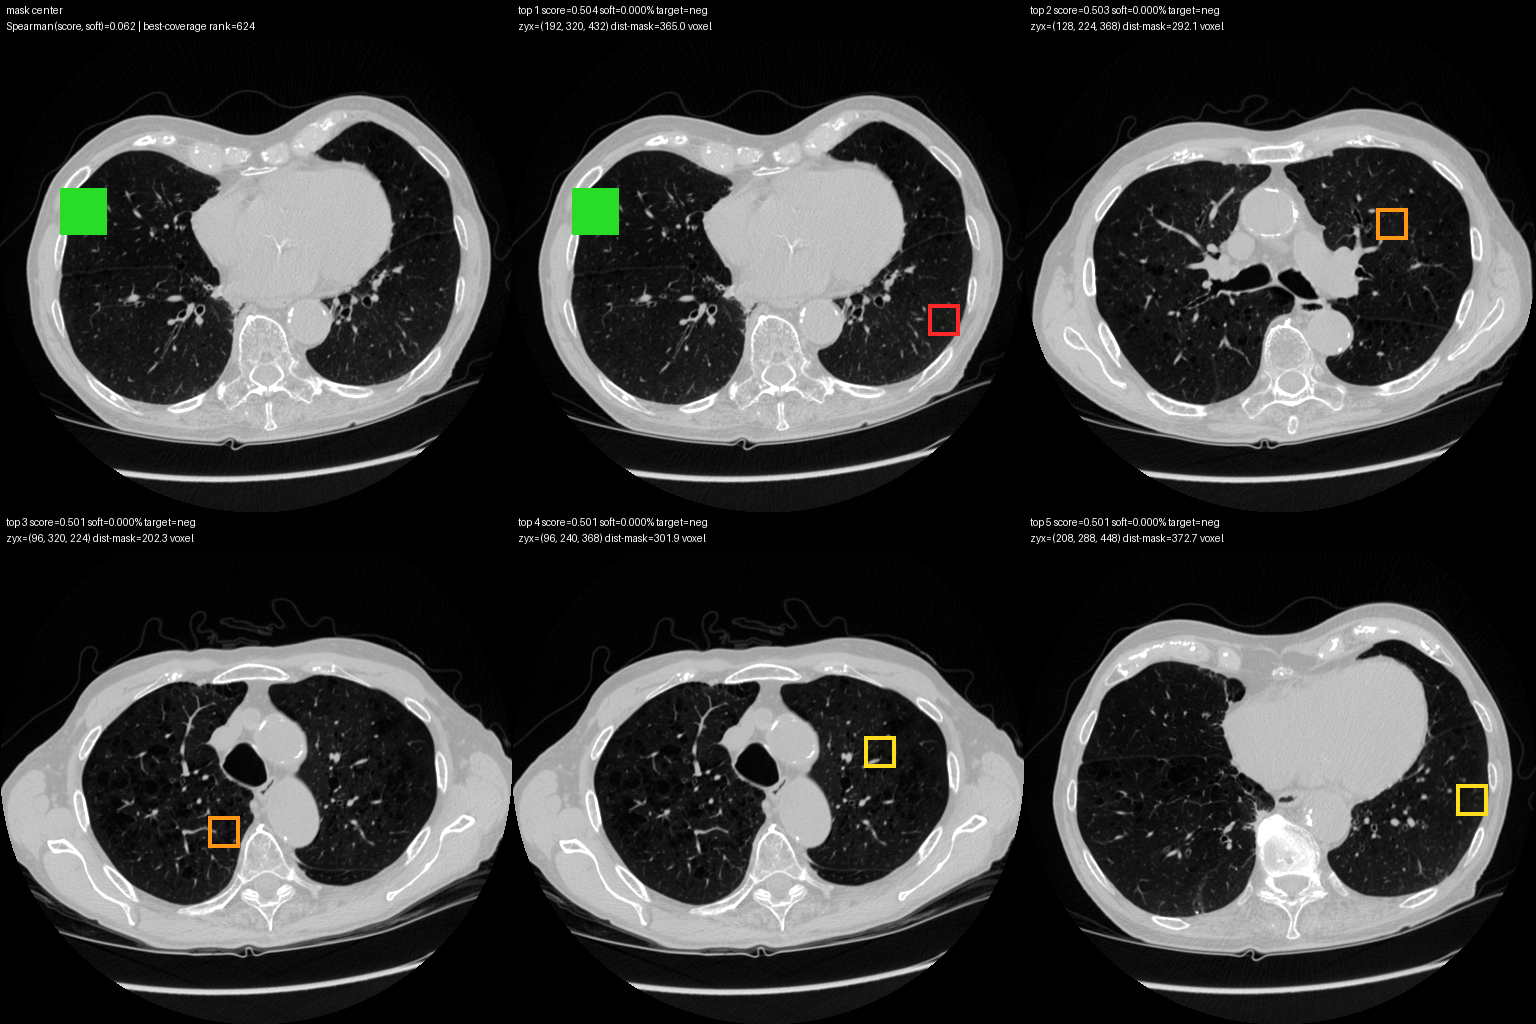 mask center
Spearman(score, soft)=0.062 | best-coverage rank=624
top 1 score=0.504 soft=0.000% target=neg
zyx=(192, 320, 432) dist-mask=365.0 voxel
top 2 score=0.503 soft=0.000% target=neg
zyx=(128, 224, 368) dist-mask=292.1 voxel
top 3 score=0.501 soft=0.000% target=neg
zyx=(96, 320, 224) dist-mask=202.3 voxel
top 4 score=0.501 soft=0.000% target=neg
zyx=(96, 240, 368) dist-mask=301.9 voxel
top 5 score=0.501 soft=0.000% target=neg
zyx=(208, 288, 448) dist-mask=372.7 voxel